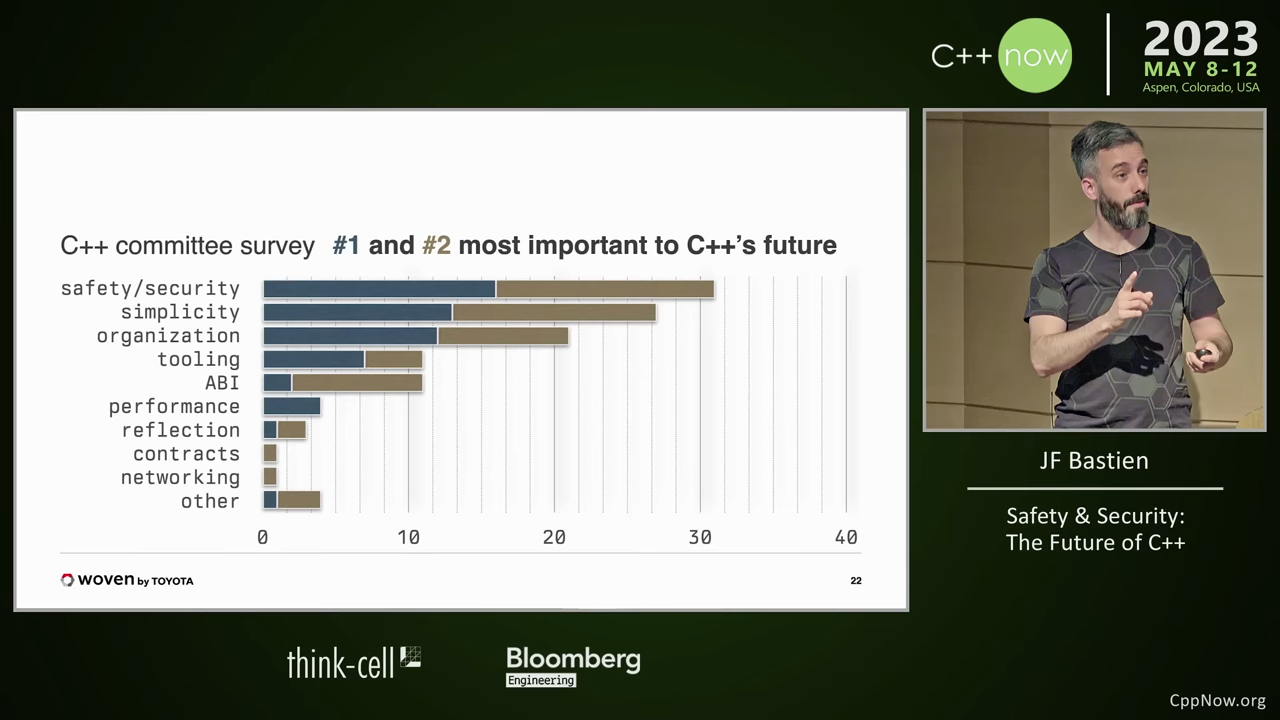 C++ now
2023
MAY 8-12
Aspen, Colorado, USA
C++ committee survey #1 and #2 most important to C++'s future
safety/security
simplicity
organization
tooling
ABI
performance
reflection
contracts
networking
other
0 10 20 30 40
woven by TOYOTA
22
JF Bastien
Safety & Security:
The Future of C++
think-cell
Bloomberg
Engineering
CppNow.org